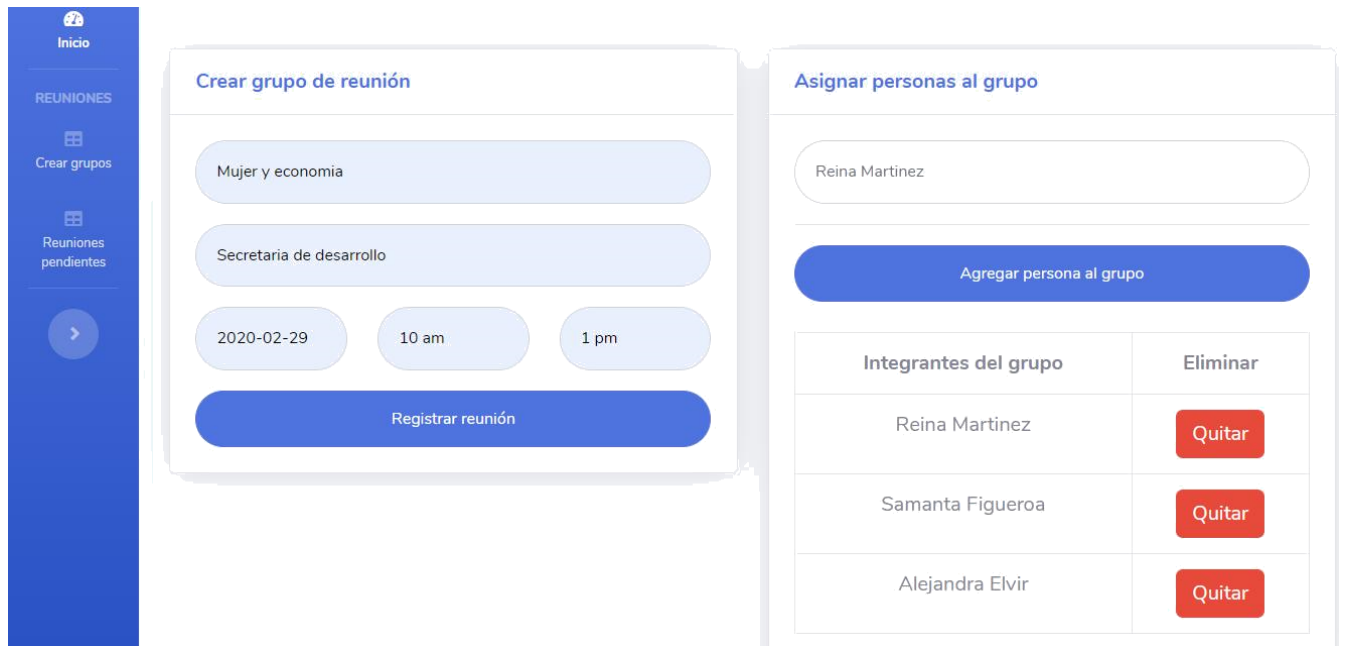 Inicio
REUNIONES
Crear grupos
Reuniones
pendientes
Crear grupo de reunión
Mujer y economia
Secretaria de desarrollo
2020-02-29 10 am 1 pm
Registrar reunión
Asignar personas al grupo
Reina Martinez
Agregar persona al grupo
Integrantes del grupo Eliminar
Reina Martinez Quitar
Samanta Figueroa Quitar
Alejandra Elvir Quitar